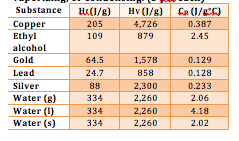 Substance Hf(J/g) Hv (J/g) Cp (J/g°C)
Copper 205 4,726 0.387
Ethyl alcohol 109 879 2.45
Gold 64.5 1,578 0.129
Lead 24.7 858 0.128
Silver 88 2,300 0.233
Water (g) 334 2,260 2.06
Water (l) 334 2,260 4.18
Water (s) 334 2,260 2.02